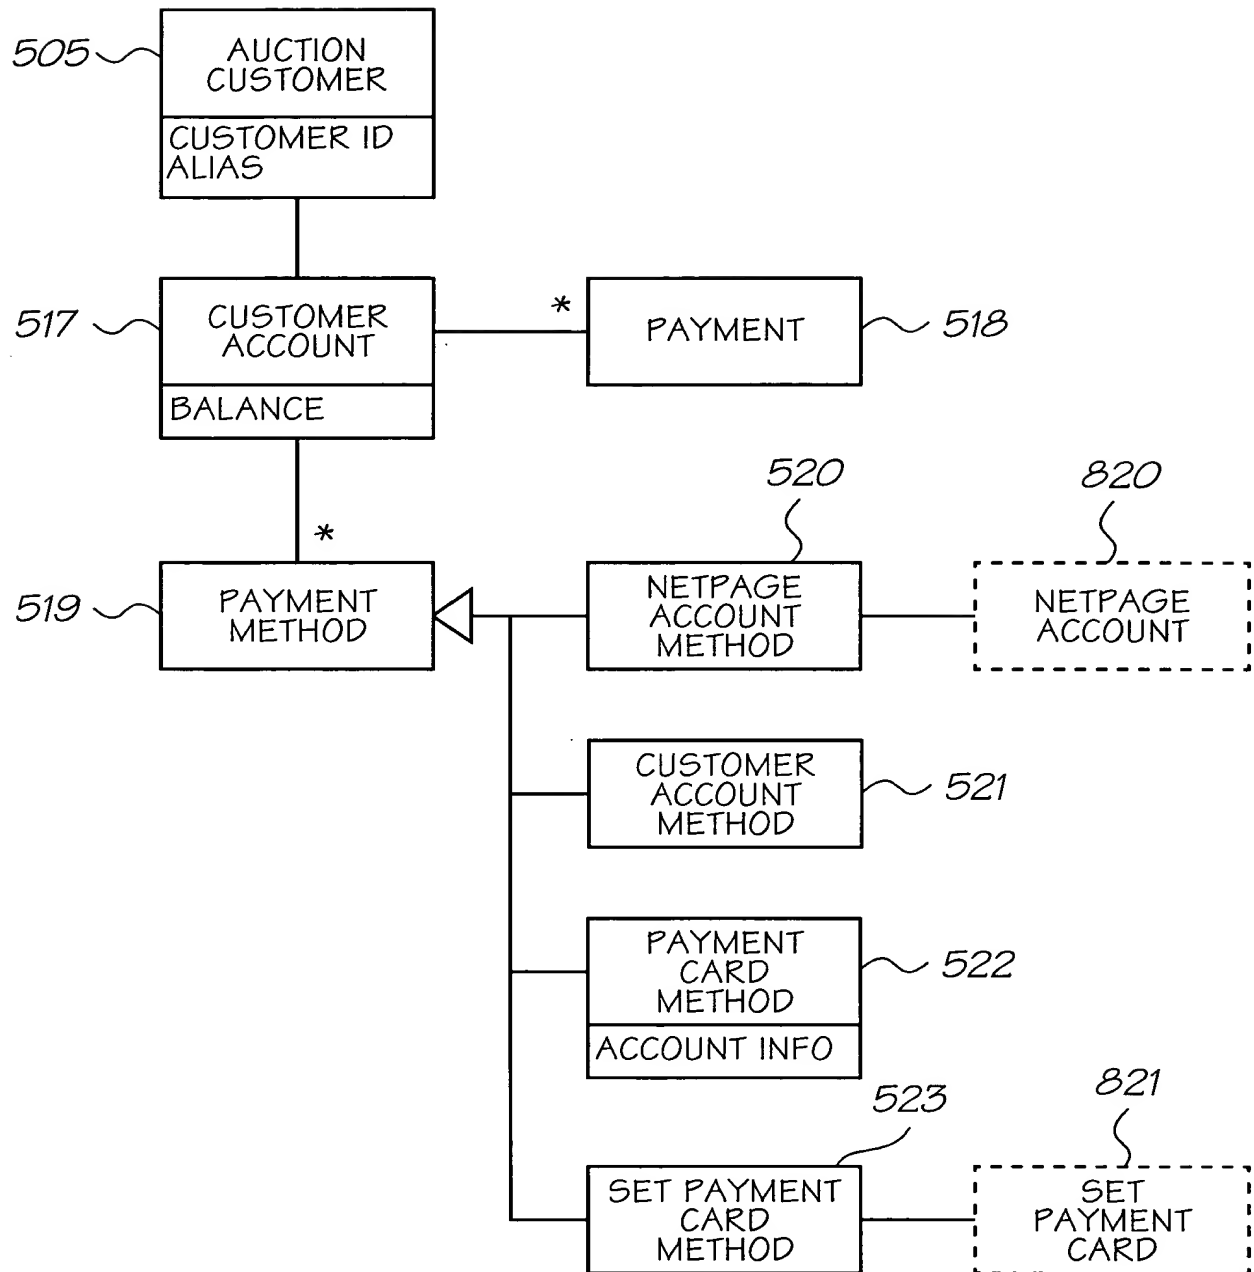 505
AUCTION
CUSTOMER
CUSTOMER ID
ALIAS
517
CUSTOMER
ACCOUNT
BALANCE
*
PAYMENT
518
*
519
PAYMENT
METHOD
520
NETPAGE
ACCOUNT
METHOD
820
NETPAGE
ACCOUNT
CUSTOMER
ACCOUNT
METHOD
521
PAYMENT
CARD
METHOD
ACCOUNT INFO
522
523
SET PAYMENT
CARD
METHOD
821
SET
PAYMENT
CARD